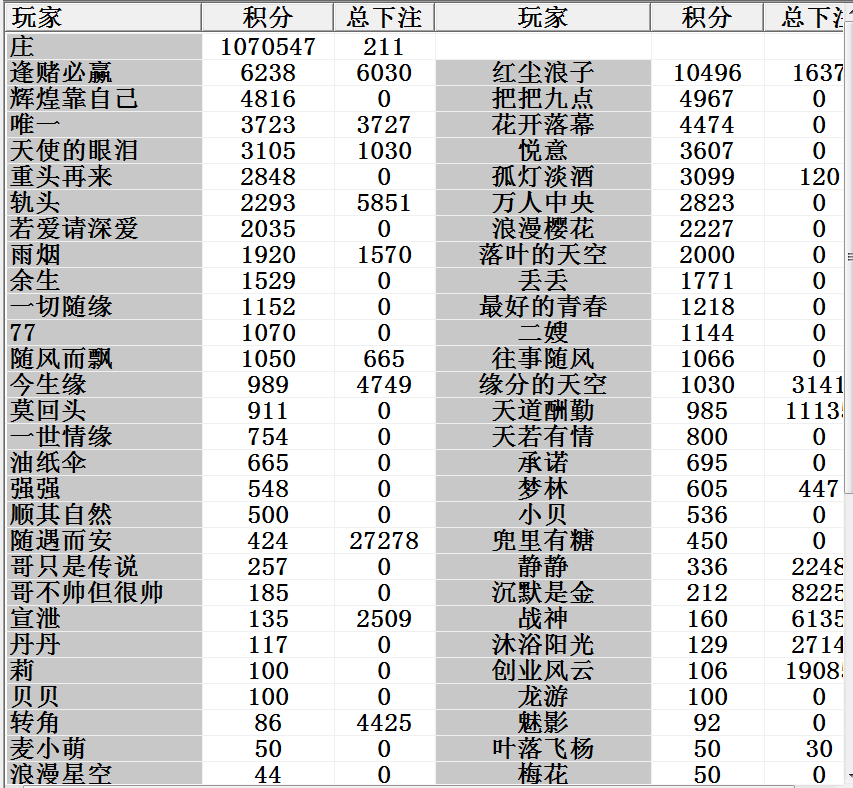 玩家 积分 总下注 玩家 积分 总下
庄 1070547 211
逢赌必赢 6238 6030 红尘浪子 10496 1637
辉煌靠自己 4816 0 把把九点 4967 0
唯一 3723 3727 花开落幕 4474 0
天使的眼泪 3105 1030 悦意 3607 0
重头再来 2848 0 孤灯淡酒 3099 120
轨头 2293 5851 万人中央 2823 0
若爱请深爱 2035 0 浪漫樱花 2227 0
雨烟 1920 1570 落叶的天空 2000 0
余生 1529 0 丢丢 1771 0
一切随缘 1152 0 最好的青春 1218 0
77 1070 0 二嫂 1144 0
随风而飘 1050 665 往事随风 1066 0
今生缘 989 4749 缘分的天空 1030 3141
莫回头 911 0 天道酬勤 985 1113
一世情缘 754 0 天若有情 800 0
油纸伞 665 0 承诺 695 0
强强 548 0 梦林 605 447
顺其自然 500 0 小贝 536 0
随遇而安 424 27278 兜里有糖 450 0
哥只是传说 257 0 静静 336 2248
哥不帅但很帅 185 0 沉默是金 212 8225
宣泄 135 2509 战神 160 6135
丹丹 117 0 沐浴阳光 129 2714
莉 100 0 创业风云 106 1908
贝贝 100 0 龙游 100 0
转角 86 4425 魅影 92 0
麦小萌 50 0 叶落飞杨 50 30
浪漫星空 44 0 梅花 50 0